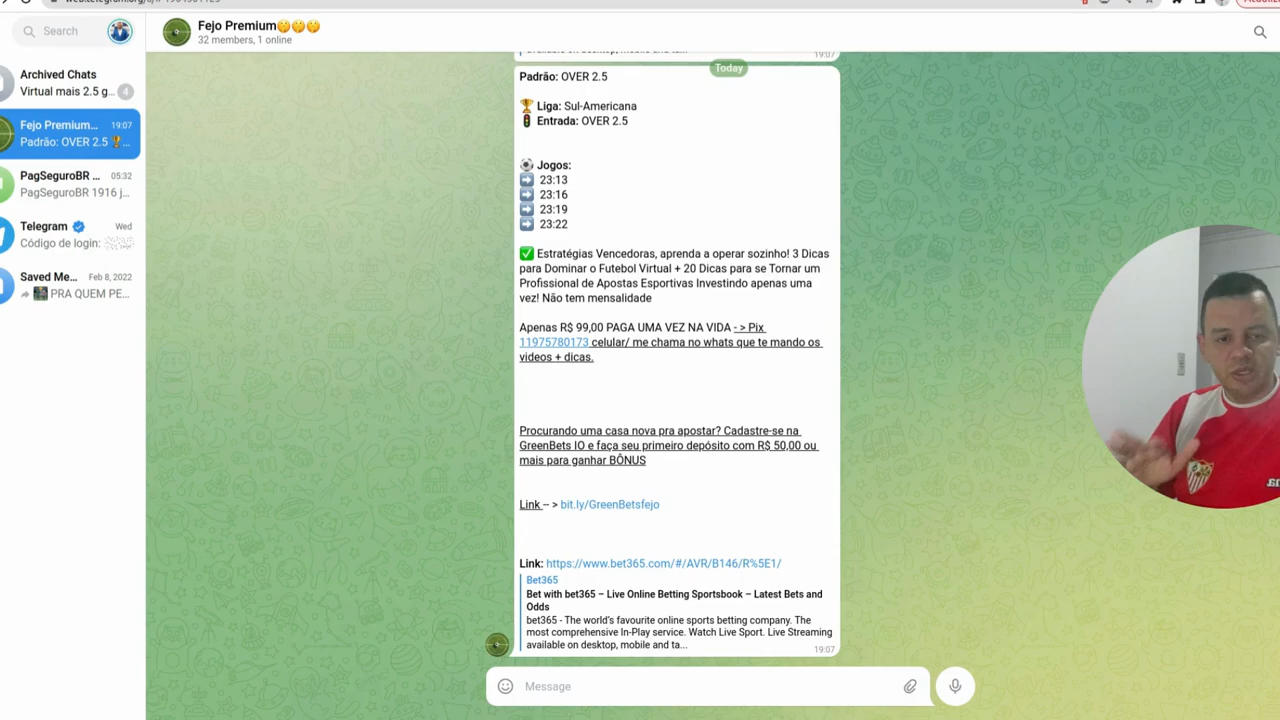 Search
Archived Chats
Virtual mais 2.5 g...
4
Fejo Premium...
19:07
Padrão: OVER 2.5 🏆...
PagSeguroBR ...
05:32
PagSeguroBR 1916 j...
Telegram
Wed
Código de login:
Saved Me...
Feb 8, 2022
PRA QUEM PE...
Fejo Premium🤫🤫🤫
32 members, 1 online
19:07
Today
Padrão: OVER 2.5
🏆 Liga: Sul-Americana
🚦 Entrada: OVER 2.5
⚽ Jogos:
➡️ 23:13
➡️ 23:16
➡️ 23:19
➡️ 23:22
✅ Estratégias Vencedoras, aprenda a operar sozinho! 3 Dicas
para Dominar o Futebol Virtual + 20 Dicas para se Tornar um
Profissional de Apostas Esportivas Investindo apenas uma
vez! Não tem mensalidade
Apenas R$ 99,00 PAGA UMA VEZ NA VIDA - > Pix
11975780173 celular/ me chama no whats que te mando os
videos + dicas.
Procurando uma casa nova pra apostar? Cadastre-se na
GreenBets IO e faça seu primeiro depósito com R$ 50,00 ou
mais para ganhar BÔNUS
Link -- > bit.ly/GreenBetsfejo
Link: https://www.bet365.com/#/AVR/B146/R%5E1/
Bet365
Bet with bet365 – Live Online Betting Sportsbook – Latest Bets and
Odds
bet365 - The world's favourite online sports betting company. The
most comprehensive In-Play service. Watch Live Sport. Live Streaming
available on desktop, mobile and ta...
19:07
Message